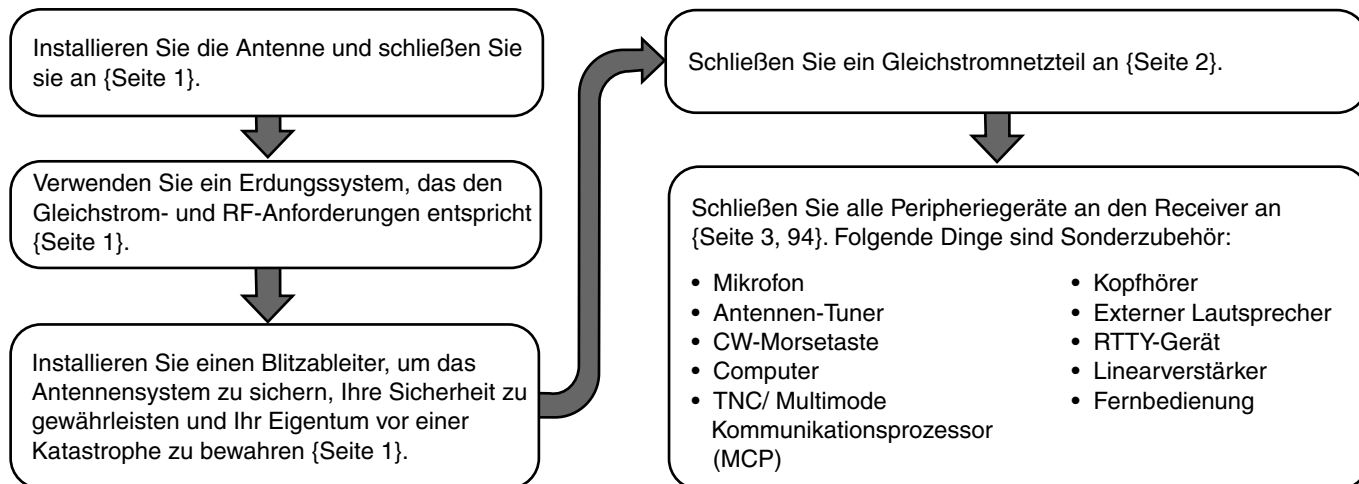 Installieren Sie die Antenne und schließen Sie
sie an {Seite 1}.
Verwenden Sie ein Erdungssystem, das den
Gleichstrom- und RF-Anforderungen entspricht
{Seite 1}.
Installieren Sie einen Blitzableiter, um das
Antennensystem zu sichern, Ihre Sicherheit zu
gewährleisten und Ihr Eigentum vor einer
Katastrophe zu bewahren {Seite 1}.
Schließen Sie ein Gleichstromnetzteil an {Seite 2}.
Schließen Sie alle Peripheriegeräte an den Receiver an
{Seite 3, 94}. Folgende Dinge sind Sonderzubehör:
• Mikrofon
• Antennen-Tuner
• CW-Morsetaste
• Computer
• TNC/ Multimode
Kommunikationsprozessor
(MCP)
• Kopfhörer
• Externer Lautsprecher
• RTTY-Gerät
• Linearverstärker
• Fernbedienung